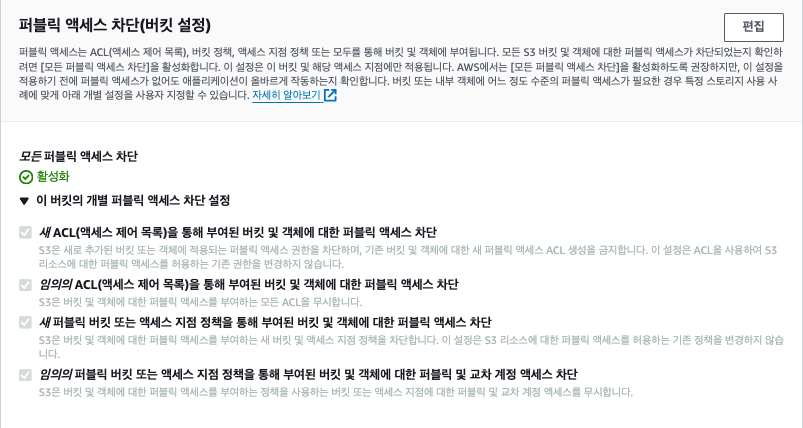 퍼블릭 액세스 차단(버킷 설정)
편집
퍼블릭 액세스는 ACL(액세스 제어 목록), 버킷 정책, 액세스 지점 정책 또는 모두를 통해 버킷 및 객체에 부여됩니다. 모든 S3 버킷 및 객체에 대한 퍼블릭 액세스가 차단되었는지 확인하
려면 [모든 퍼블릭 액세스 차단]을 활성화합니다. 이 설정은 이 버킷 및 해당 액세스 지점에만 적용됩니다. AWS에서는 [모든 퍼블릭 액세스 차단]을 활성화하도록 권장하지만, 이 설정을
적용하기 전에 퍼블릭 액세스가 없어도 애플리케이션이 올바르게 작동하는지 확인합니다. 버킷 또는 내부 객체에 어느 정도 수준의 퍼블릭 액세스가 필요한 경우 특정 스토리지 사용 사
례에 맞게 아래 개별 설정을 사용자 지정할 수 있습니다. 자세히 알아보기
모든 퍼블릭 액세스 차단
활성화
이 버킷의 개별 퍼블릭 액세스 차단 설정
새 ACL(액세스 제어 목록)을 통해 부여된 버킷 및 객체에 대한 퍼블릭 액세스 차단
S3은 새로 추가된 버킷 또는 객체에 적용되는 퍼블릭 액세스 권한을 차단하며, 기존 버킷 및 객체에 대한 새 퍼블릭 액세스 ACL 생성을 금지합니다. 이 설정은 ACL을 사용하여 S3
리소스에 대한 퍼블릭 액세스를 허용하는 기존 권한을 변경하지 않습니다.
임의의 ACL(액세스 제어 목록)을 통해 부여된 버킷 및 객체에 대한 퍼블릭 액세스 차단
S3은 버킷 및 객체에 대한 퍼블릭 액세스를 부여하는 모든 ACL을 무시합니다.
새 퍼블릭 버킷 또는 액세스 지점 정책을 통해 부여된 버킷 및 객체에 대한 퍼블릭 액세스 차단
S3은 버킷 및 객체에 대한 퍼블릭 액세스를 부여하는 새 버킷 및 액세스 지점 정책을 차단합니다. 이 설정은 S3 리소스에 대한 퍼블릭 액세스를 허용하는 기존 정책을 변경하지 않습
니다.
임의의 퍼블릭 버킷 또는 액세스 지점 정책을 통해 부여된 버킷 및 객체에 대한 퍼블릭 및 교차 계정 액세스 차단
S3은 버킷 및 객체에 대한 퍼블릭 액세스를 부여하는 정책을 사용하는 버킷 또는 액세스 지점에 대한 퍼블릭 및 교차 계정 액세스를 무시합니다.